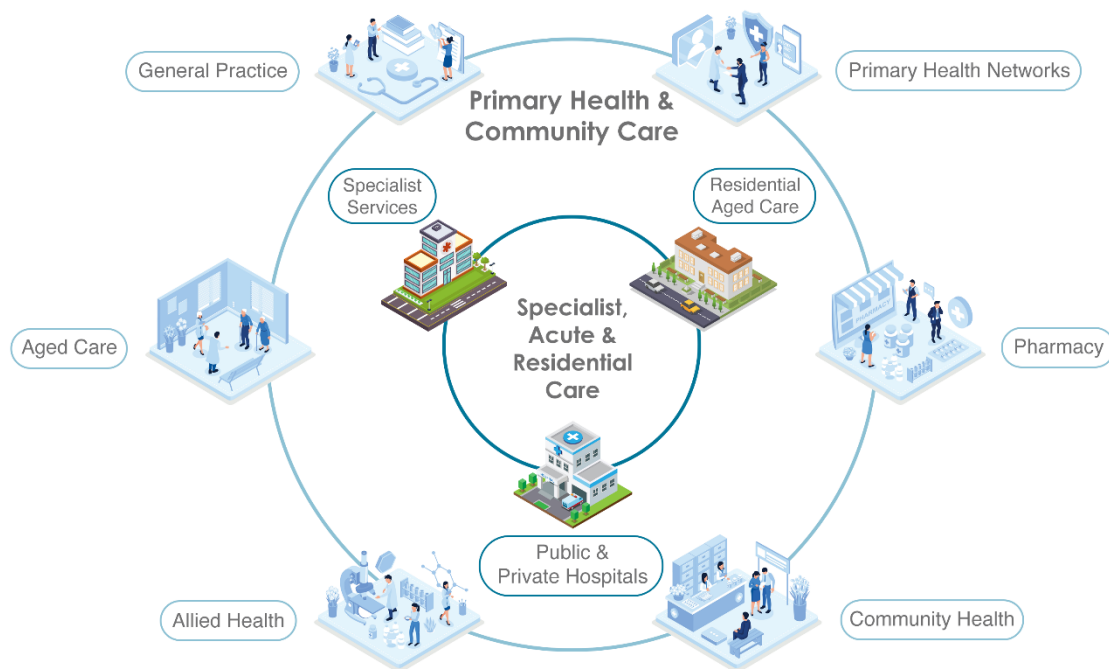 General Practice
Primary Health Networks
Primary Health &
Community Care
Specialist
Services
Residential
Aged Care
Specialist,
Acute &
Residential
Care
Aged Care
PHARMACY
Pharmacy
Public &
Private Hospitals
Allied Health
Community Health